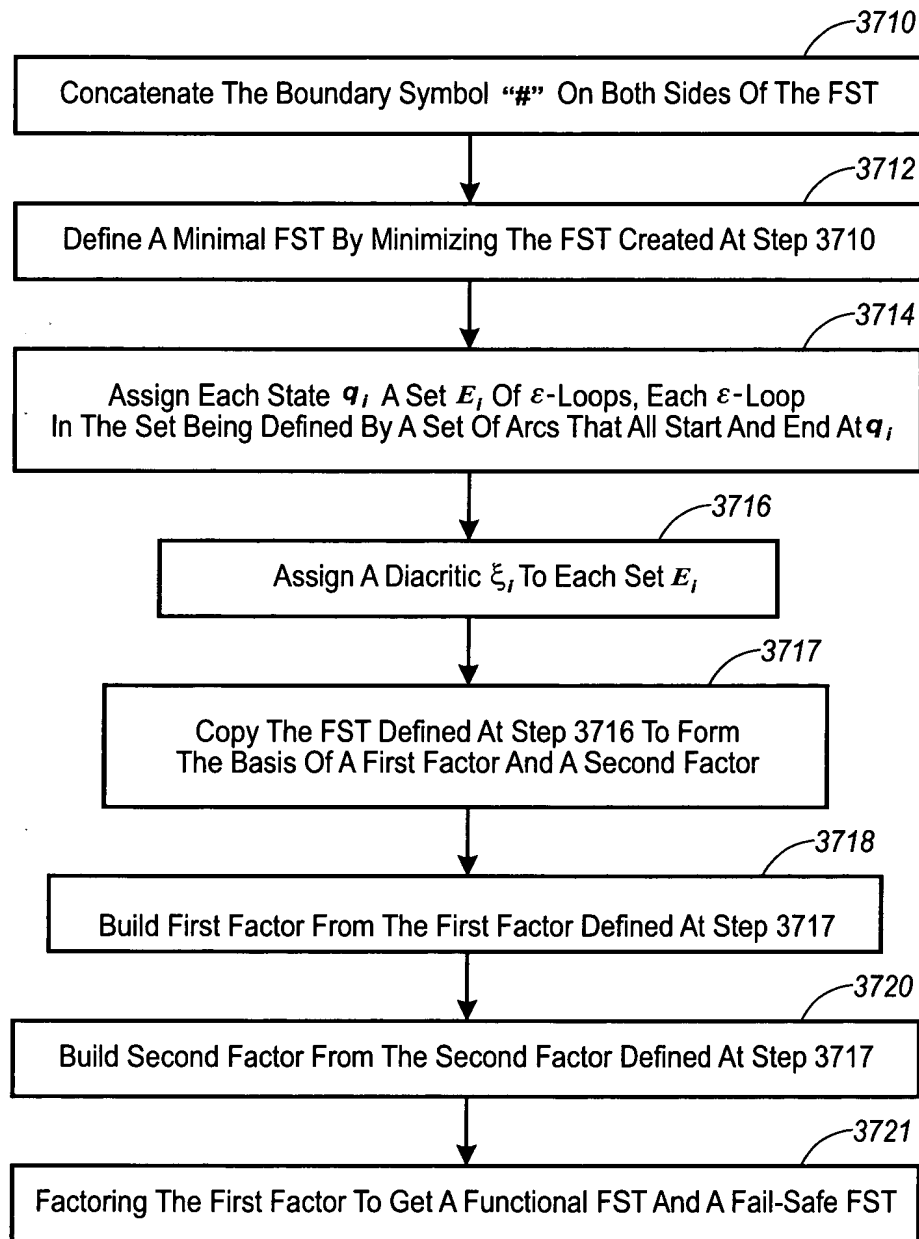 3710
Concatenate The Boundary Symbol “#” On Both Sides Of The FST
3712
Define A Minimal FST By Minimizing The FST Created At Step 3710
3714
Assign Each State q_i A Set E_i Of ε-Loops, Each ε-Loop
In The Set Being Defined By A Set Of Arcs That All Start And End At q_i
3716
Assign A Diacritic ξ_i To Each Set E_i
3717
Copy The FST Defined At Step 3716 To Form
The Basis Of A First Factor And A Second Factor
3718
Build First Factor From The First Factor Defined At Step 3717
3720
Build Second Factor From The Second Factor Defined At Step 3717
3721
Factoring The First Factor To Get A Functional FST And A Fail-Safe FST